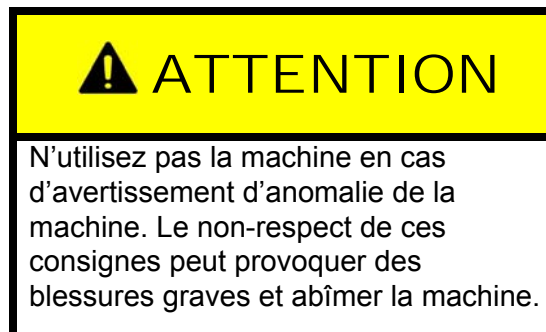 ATTENTION
N’utilisez pas la machine en cas
d’avertissement d’anomalie de la
machine. Le non-respect de ces
consignes peut provoquer des
blessures graves et abîmer la machine.